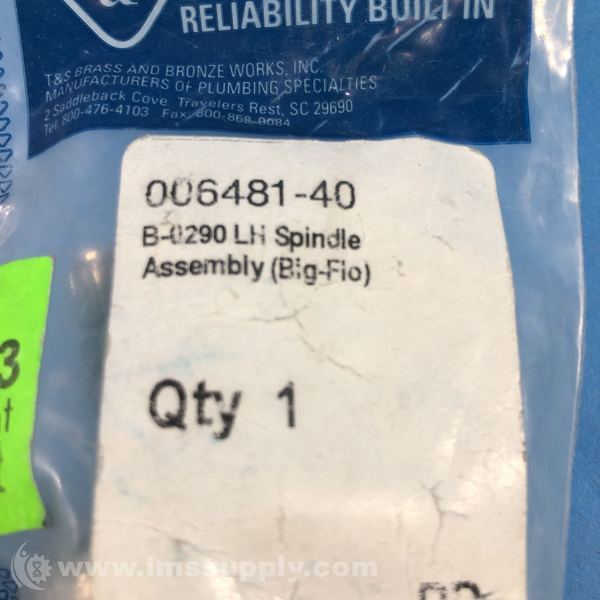 &
RELIABILITY BUILT IN
T&S BRASS AND BRONZE WORKS, INC.
MANUFACTURERS OF PLUMBING SPECIALTIES
2 Saddleback Cove, Travelers Rest, SC 29690
Tel: 800-476-4103 Fax: 800-868-0084
006481-40
B-0290 LH Spindle
Assembly (Big-Flo)
3
Qty 1
www.imssupply.com